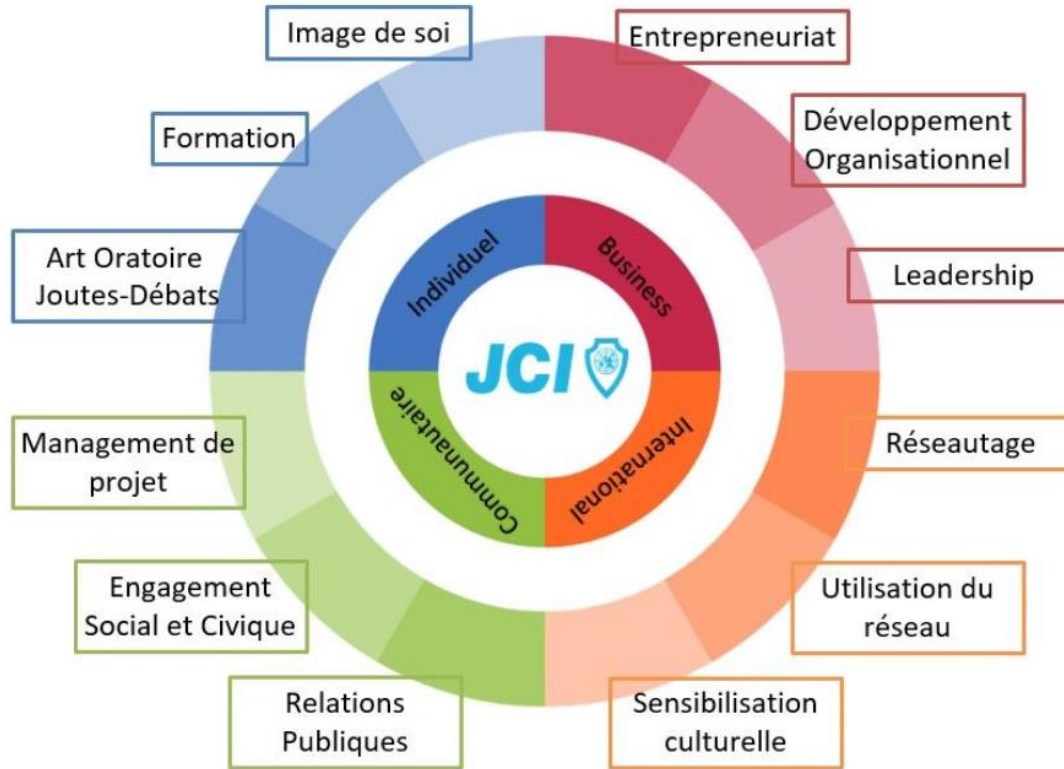 Image de soi
Entrepreneuriat
Formation
Développement
Organisationnel
Art Oratoire
Joutes-Débats
Individuel
Business
Leadership
JCI
Management de
projet
Communautaire
International
Réseautage
Engagement
Social et Civique
Utilisation du
réseau
Relations
Publiques
Sensibilisation
culturelle